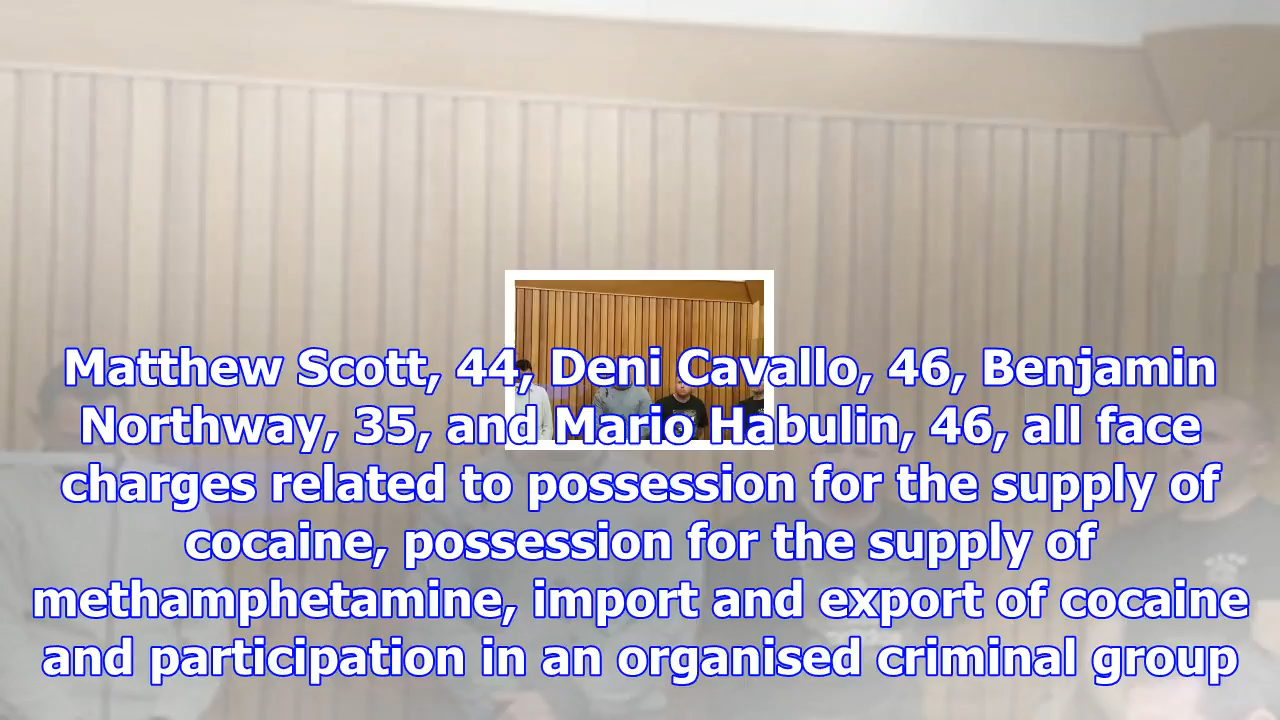 Matthew Scott, 44, Deni Cavallo, 46, Benjamin
Northway, 35, and Mario Habulin, 46, all face
charges related to possession for the supply of
cocaine, possession for the supply of
methamphetamine, import and export of cocaine
and participation in an organised criminal group